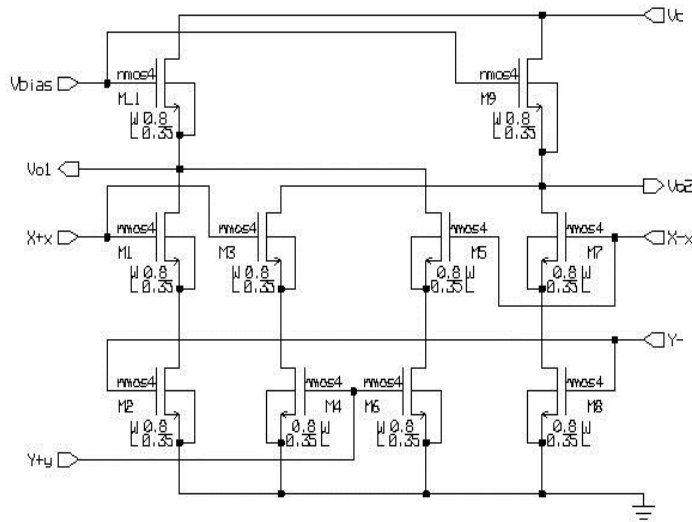 nmos4
ML1
W 0.8
L 0.35
nmos4
M9
W 0.8
L 0.35
Vbias
Vo1
Vo2
X+x
nmos4
M1
W 0.8
L 0.35
nmos4
M3
W 0.8
L 0.35
nmos4
M5
0.8 W
0.35 L
nmos4
M7
0.8 W
0.35 L
X-x
Y-
nmos4
M2
W 0.8
L 0.35
nmos4
M4
0.8 W
0.35 L
nmos4
M6
W 0.8
L 0.35
nmos4
M8
0.8 W
0.35 L
Y+y